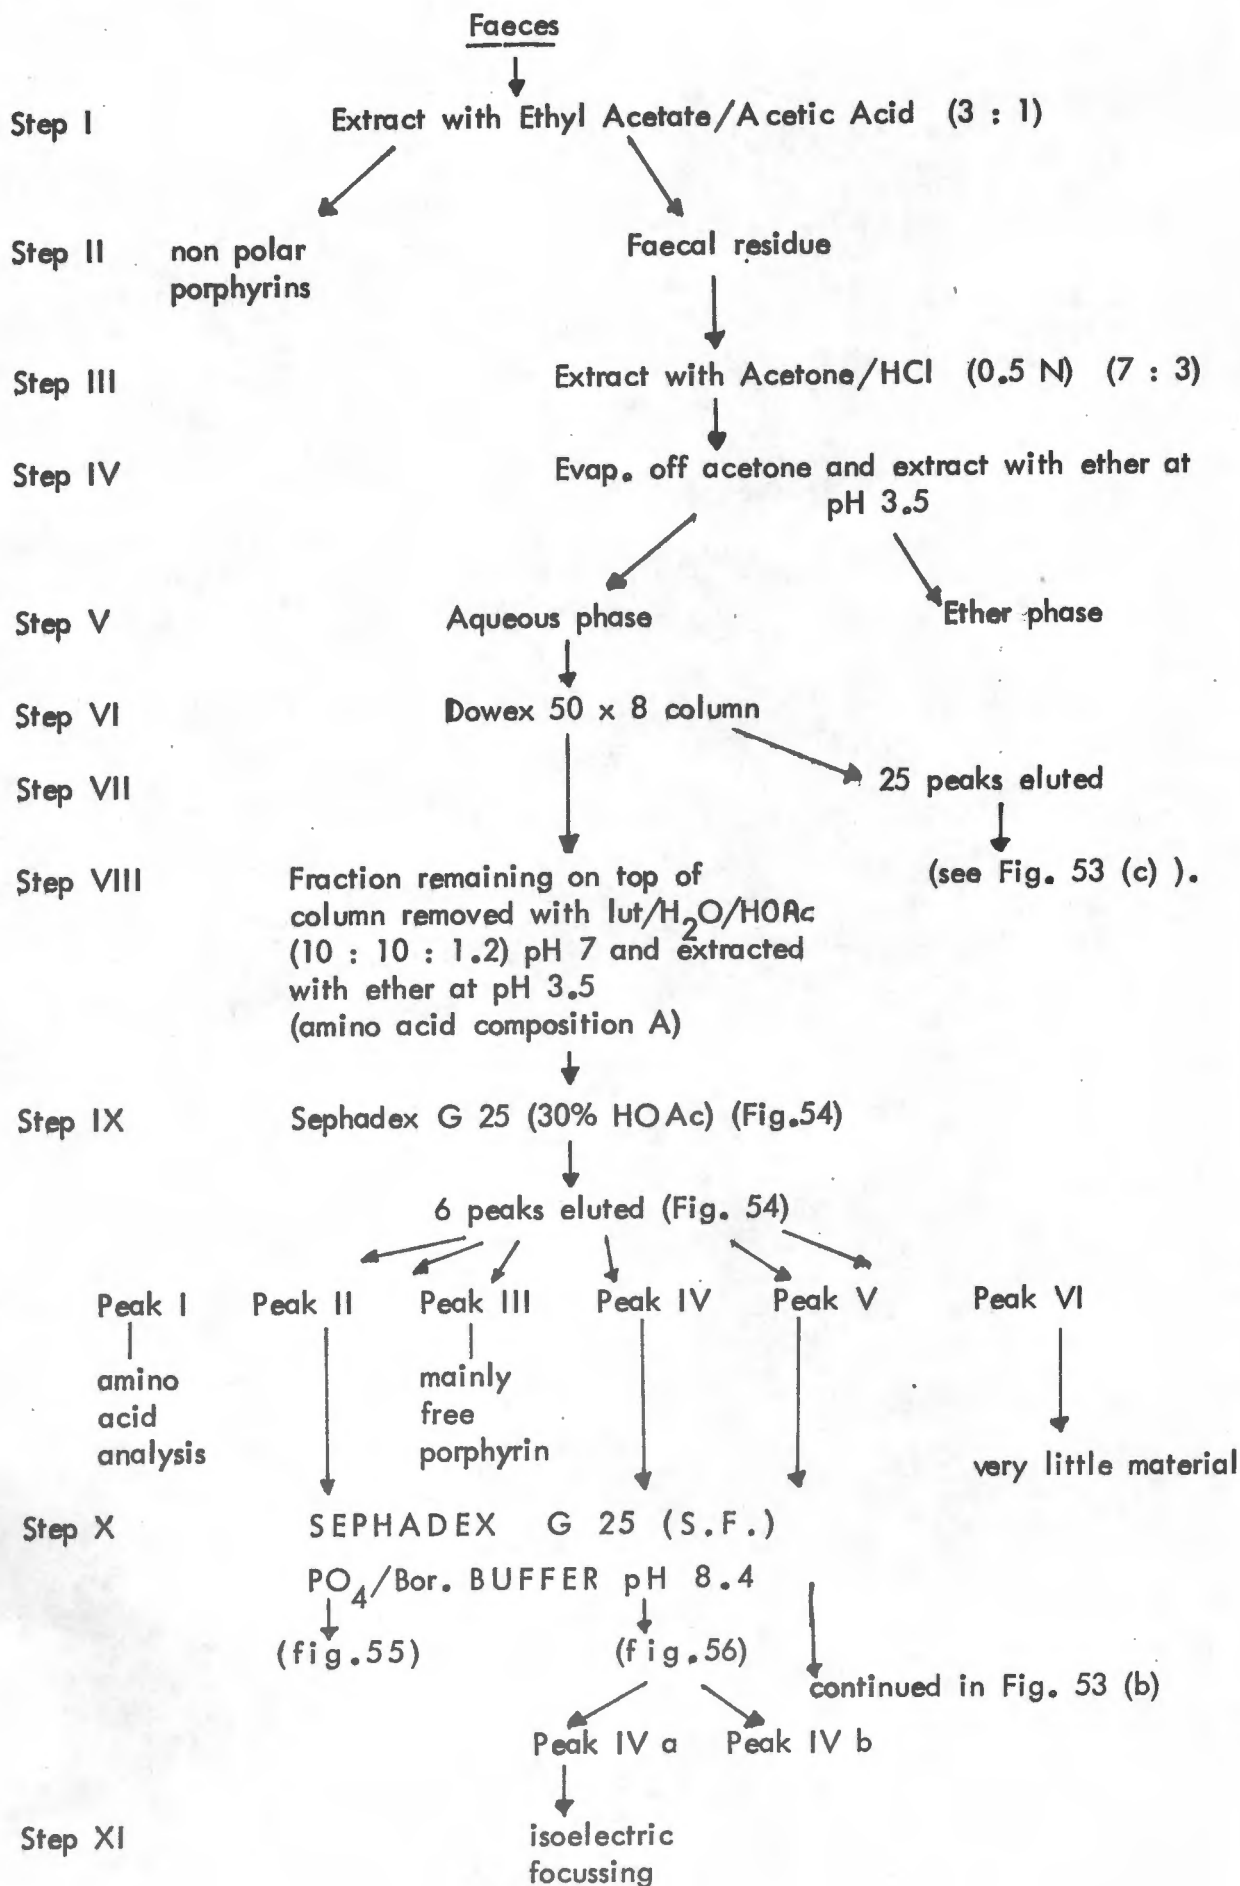 Faeces
Step I Extract with Ethyl Acetate/Acetic Acid (3 : 1)
Step II non polar Faecal residue
porphyrins
Step III Extract with Acetone/HCl (0.5 N) (7 : 3)
Step IV Evap. off acetone and extract with ether at
pH 3.5
Step V Aqueous phase Ether phase
Step VI Dowex 50 x 8 column
Step VII 25 peaks eluted
Step VIII Fraction remaining on top of (see Fig. 53 (c) ).
column removed with lut/H₂O/HOAc
(10 : 10 : 1.2) pH 7 and extracted
with ether at pH 3.5
(amino acid composition A)
Step IX Sephadex G 25 (30% HOAc) (Fig.54)
6 peaks eluted (Fig. 54)
Peak I Peak II Peak III Peak IV Peak V Peak VI
amino mainly
acid free
analysis porphyrin very little material
Step X SEPHADEX G 25 (S.F.)
PO₄/Bor. BUFFER pH 8.4
(fig.55) (fig.56)
continued in Fig. 53 (b)
Peak IV a Peak IV b
Step XI isoelectric
focussing